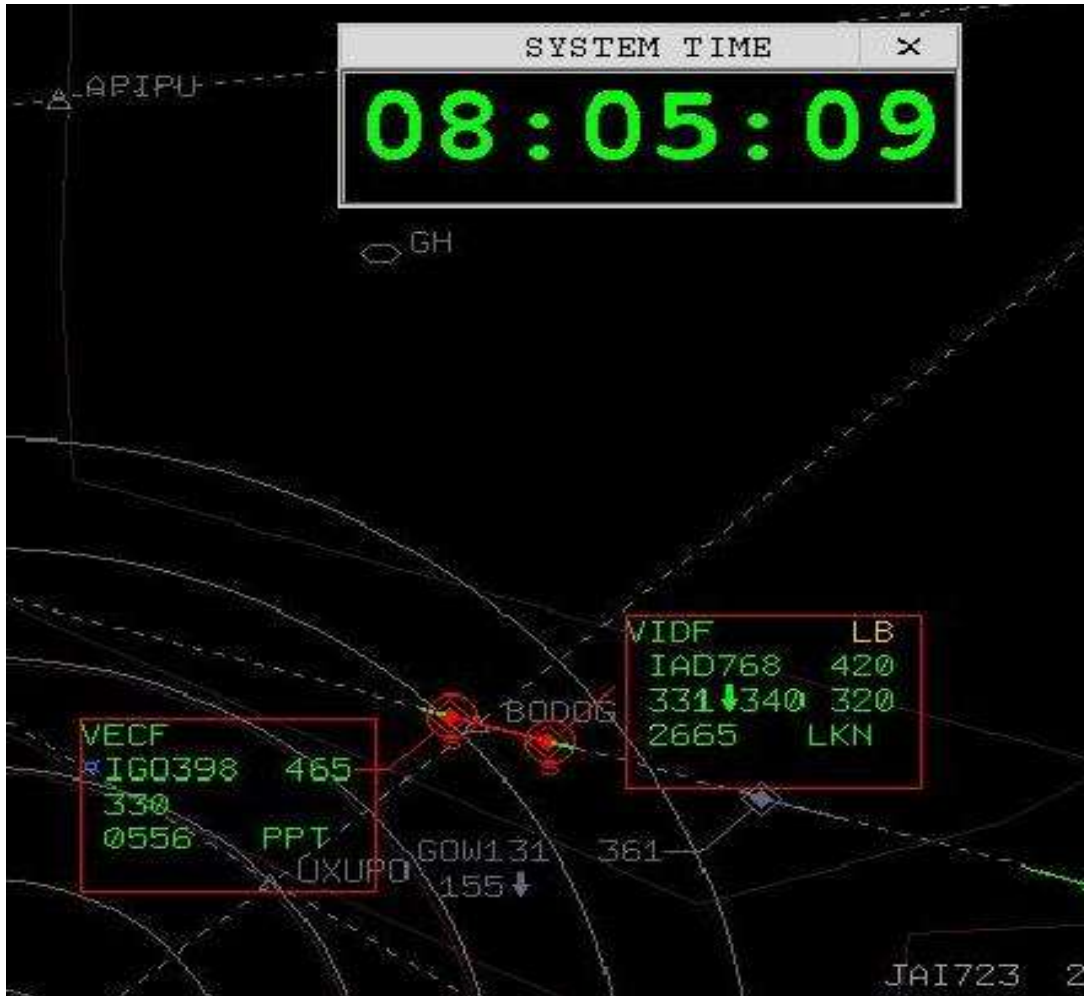 SYSTEM TIME ×
08:05:09
APIPU
GH
VIDF LB
IAD768 420
331⬇340 320
2665 LKN
BODOG
VECF
IGO398 465
330
0556 PPT
UXUPO
GOW131 361
155⬇
JAI723 2